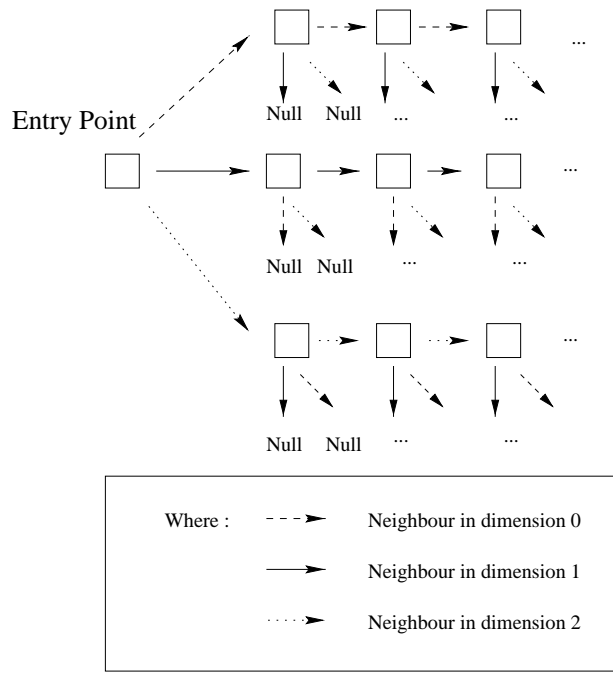 ...
Null Null ... ...
Entry Point
...
Null Null ... ...
...
Null Null ... ...
Where : Neighbour in dimension 0
Neighbour in dimension 1
Neighbour in dimension 2